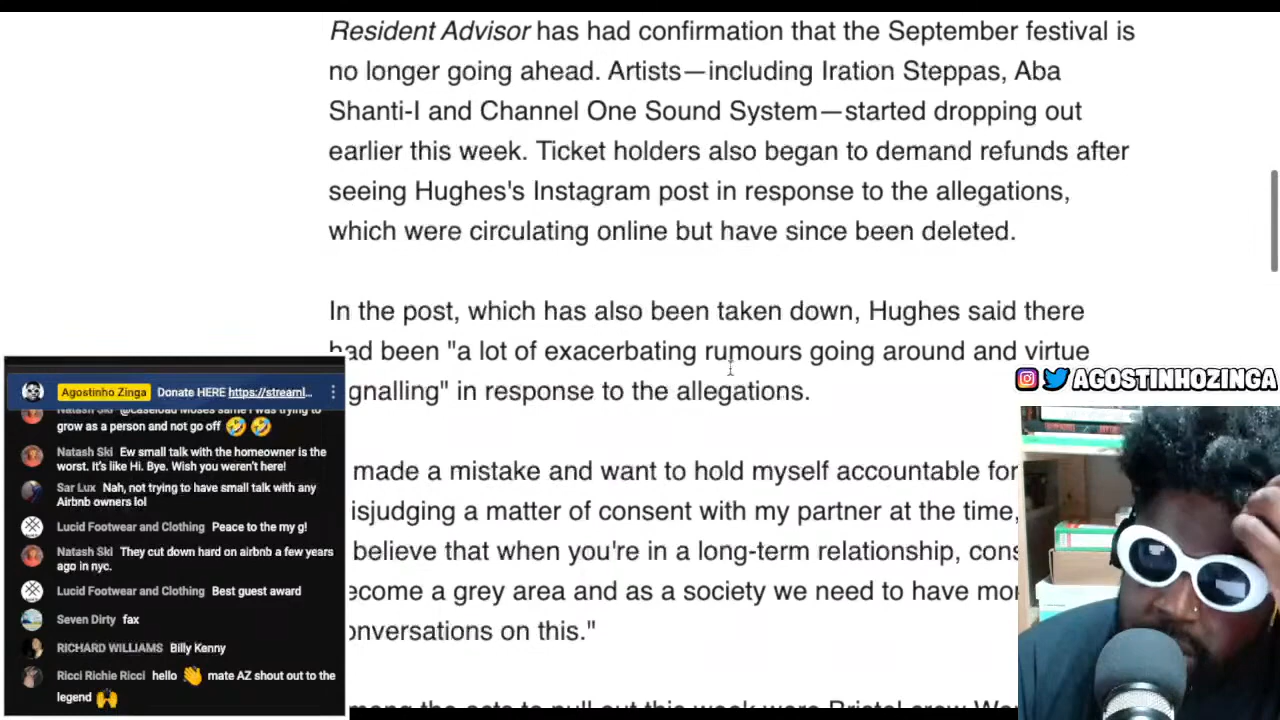 Resident Advisor has had confirmation that the September festival is
no longer going ahead. Artists—including Iration Steppas, Aba
Shanti-I and Channel One Sound System—started dropping out
earlier this week. Ticket holders also began to demand refunds after
seeing Hughes's Instagram post in response to the allegations,
which were circulating online but have since been deleted.
In the post, which has also been taken down, Hughes said there
had been "a lot of exacerbating rumours going around and virtue
gnalling" in response to the allegations.
made a mistake and want to hold myself accountable for
isjudging a matter of consent with my partner at the time,
believe that when you're in a long-term relationship, cons
ecome a grey area and as a society we need to have mor
onversations on this."
Agostinho Zinga Donate HERE https://streaml...
Natash Ski @Caseload Moses same I was trying to
grow as a person and not go off 🤣 🤣
Natash Ski Ew small talk with the homeowner is the
worst. It's like Hi. Bye. Wish you weren't here!
Sar Lux Nah, not trying to have small talk with any
Airbnb owners lol
Lucid Footwear and Clothing Peace to the my g!
Natash Ski They cut down hard on airbnb a few years
ago in nyc.
Lucid Footwear and Clothing Best guest award
Seven Dirty fax
RICHARD WILLIAMS Billy Kenny
Ricci Richie Ricci hello 👏 mate AZ shout out to the
legend 🙌
AGOSTINHOZINGA